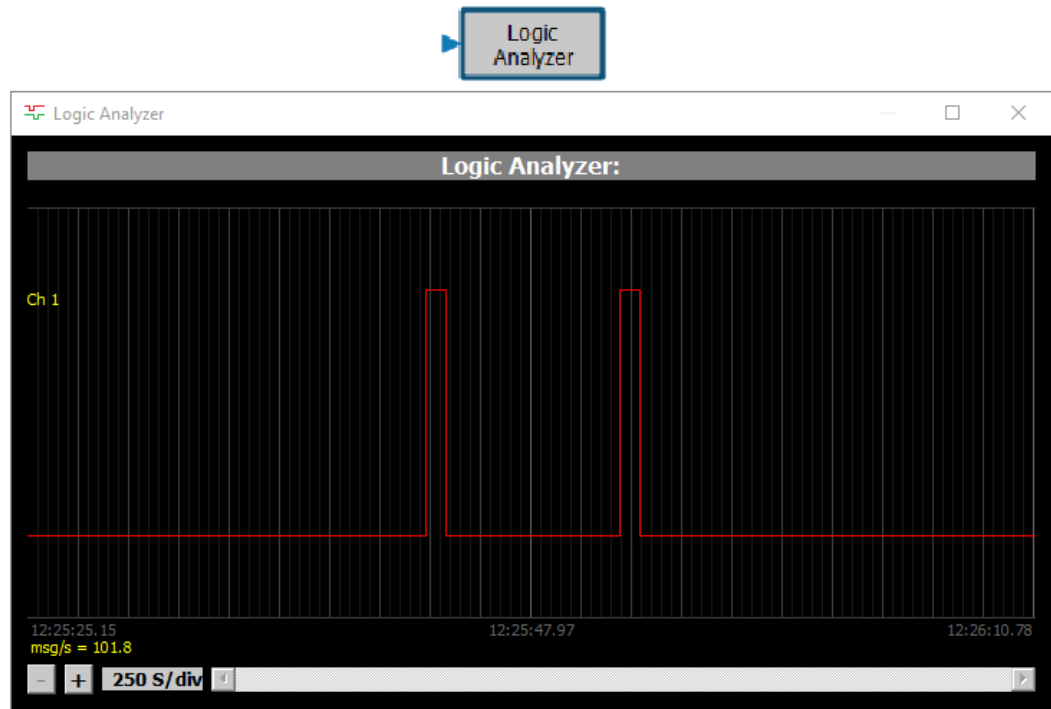 Logic
Analyzer
Logic Analyzer
Logic Analyzer:
Ch 1
12:25:25.15 12:25:47.97 12:26:10.78
msg/s = 101.8
- + 250 S/div